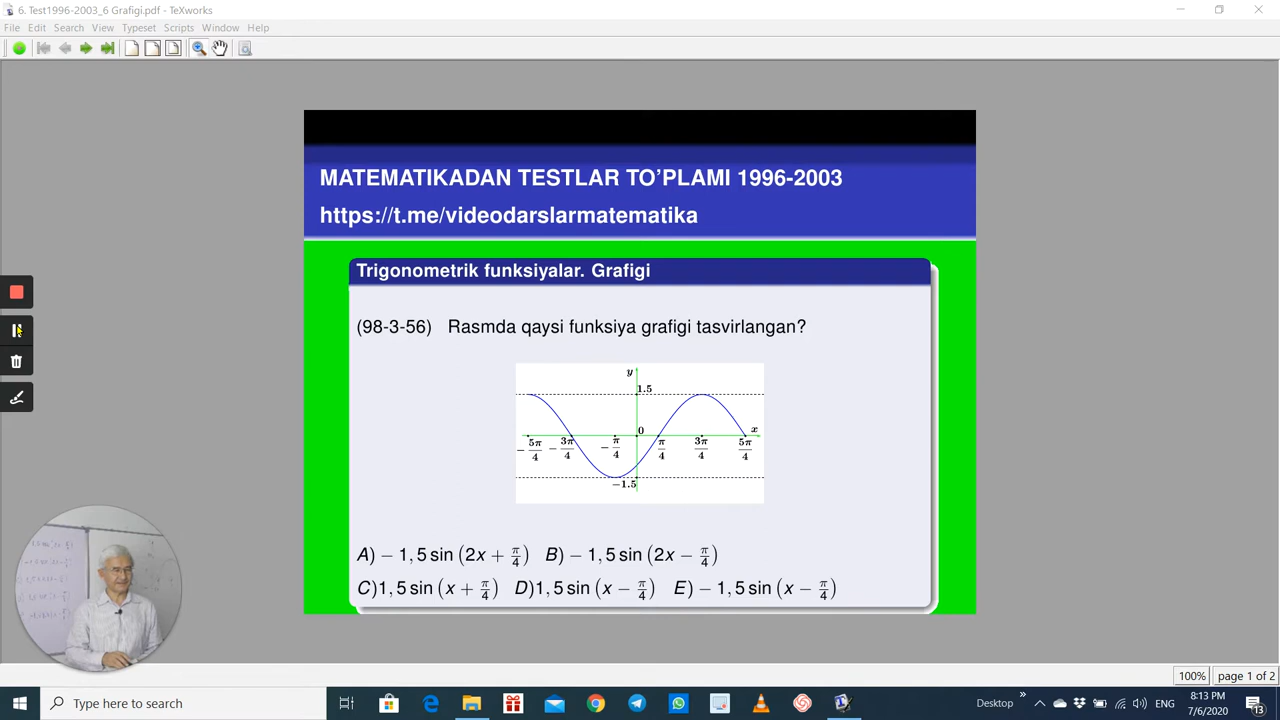 6. Test1996-2003_6 Grafigi.pdf - TeXworks
File Edit Search View Typeset Scripts Window Help
MATEMATIKADAN TESTLAR TO'PLAMI 1996-2003
https://t.me/videodarslarmatematika
Trigonometrik funksiyalar. Grafigi
(98-3-56) Rasmda qaysi funksiya grafigi tasvirlangan?
y
1.5
0 x
−5π/4 −3π/4 −π/4 π/4 3π/4 5π/4
−1.5
A) − 1, 5 sin (2x + π/4) B) − 1, 5 sin (2x − π/4)
C)1, 5 sin (x + π/4) D)1, 5 sin (x − π/4) E) − 1, 5 sin (x − π/4)
100% page 1 of 2
Type here to search
Desktop
ENG
8:13 PM
7/6/2020
13